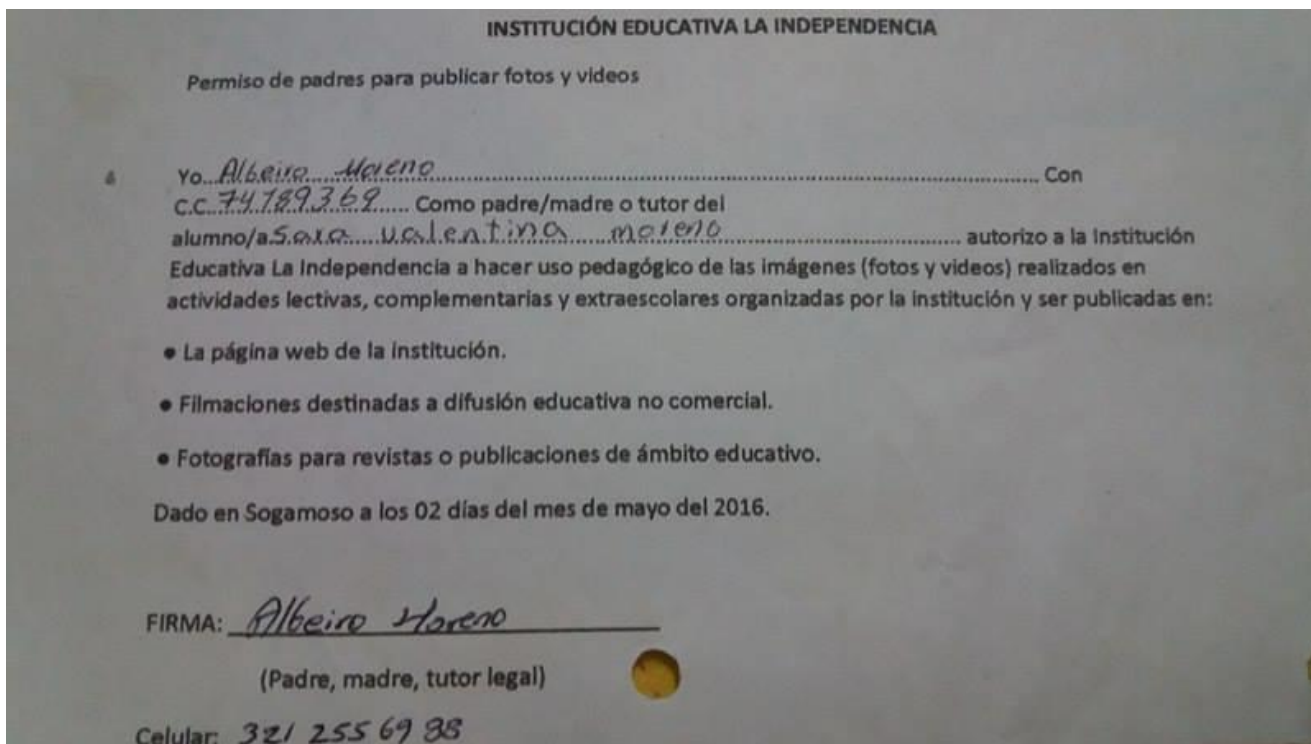 INSTITUCIÓN EDUCATIVA LA INDEPENDENCIA
Permiso de padres para publicar fotos y videos
Yo Albeiro Moreno Con
C.C. 74.189.369 Como padre/madre o tutor del
alumno/a Sara Valentina moreno autorizo a la Institución
Educativa La Independencia a hacer uso pedagógico de las imágenes (fotos y videos) realizados en
actividades lectivas, complementarias y extraescolares organizadas por la institución y ser publicadas en:
• La página web de la institución.
• Filmaciones destinadas a difusión educativa no comercial.
• Fotografías para revistas o publicaciones de ámbito educativo.
Dado en Sogamoso a los 02 días del mes de mayo del 2016.
FIRMA: Albeiro Moreno
(Padre, madre, tutor legal)
Celular: 321 255 69 88